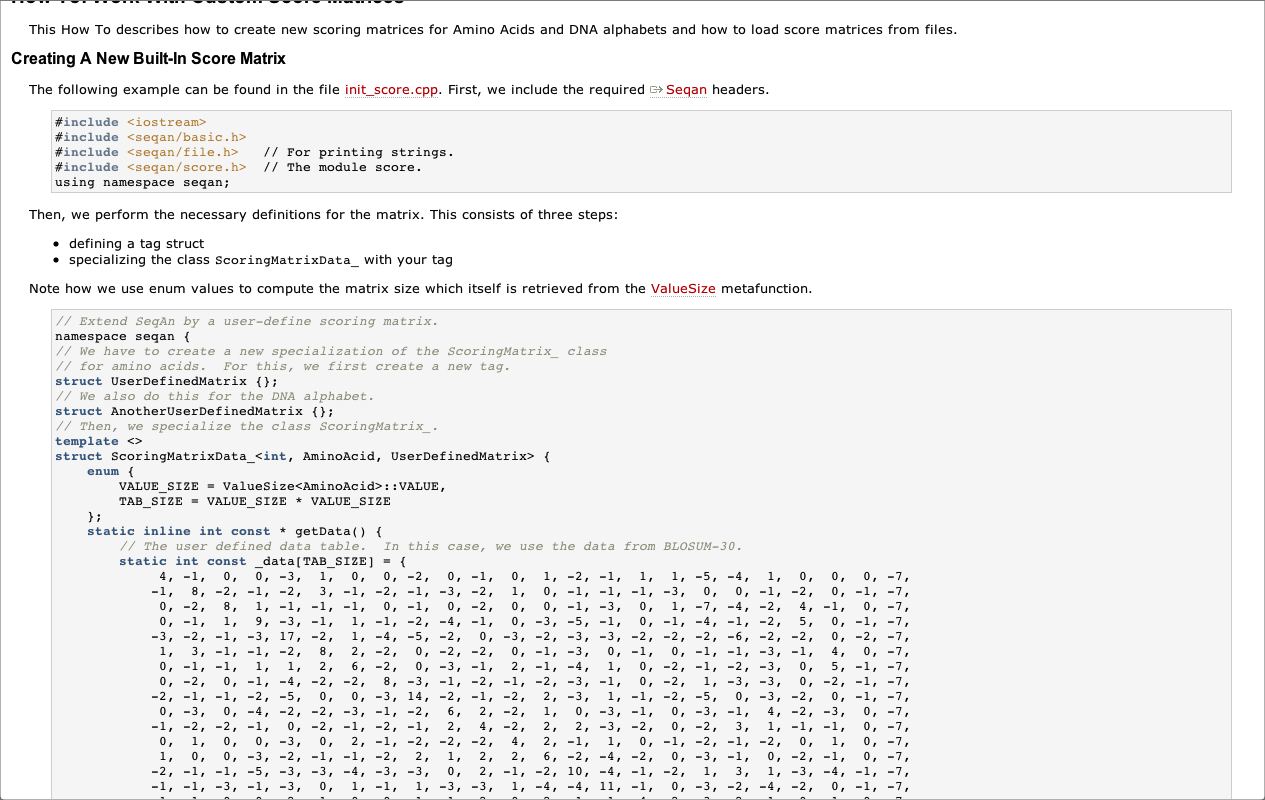 How To: Work With Custom Score Matrices
This How To describes how to create new scoring matrices for Amino Acids and DNA alphabets and how to load score matrices from files.
Creating A New Built-In Score Matrix
The following example can be found in the file init_score.cpp. First, we include the required Seqan headers.
#include <iostream>
#include <seqan/basic.h>
#include <seqan/file.h>   // For printing strings.
#include <seqan/score.h>  // The module score.
using namespace seqan;
Then, we perform the necessary definitions for the matrix. This consists of three steps:
• defining a tag struct
• specializing the class ScoringMatrixData_ with your tag
Note how we use enum values to compute the matrix size which itself is retrieved from the ValueSize metafunction.
// Extend SeqAn by a user-define scoring matrix.
namespace seqan {
// We have to create a new specialization of the ScoringMatrix_ class
// for amino acids.  For this, we first create a new tag.
struct UserDefinedMatrix {};
// We also do this for the DNA alphabet.
struct AnotherUserDefinedMatrix {};
// Then, we specialize the class ScoringMatrix_.
template <>
struct ScoringMatrixData_<int, AminoAcid, UserDefinedMatrix> {
    enum {
        VALUE_SIZE = ValueSize<AminoAcid>::VALUE,
        TAB_SIZE = VALUE_SIZE * VALUE_SIZE
    };
    static inline int const * getData() {
        // The user defined data table.  In this case, we use the data from BLOSUM-30.
        static int const _data[TAB_SIZE] = {
             4, -1,  0,  0, -3,  1,  0,  0, -2,  0, -1,  0,  1, -2, -1,  1,  1, -5, -4,  1,  0,  0,  0, -7,
            -1,  8, -2, -1, -2,  3, -1, -2, -1, -3, -2,  1,  0, -1, -1, -1, -3,  0,  0, -1, -2,  0, -1, -7,
             0, -2,  8,  1, -1, -1, -1,  0, -1,  0, -2,  0,  0, -1, -3,  0,  1, -7, -4, -2,  4, -1,  0, -7,
             0, -1,  1,  9, -3, -1,  1, -1, -2, -4, -1,  0, -3, -5, -1,  0, -1, -4, -1, -2,  5,  0, -1, -7,
            -3, -2, -1, -3, 17, -2,  1, -4, -5, -2,  0, -3, -2, -3, -3, -2, -2, -2, -6, -2, -2,  0, -2, -7,
             1,  3, -1, -1, -2,  8,  2, -2,  0, -2, -2,  0, -1, -3,  0, -1,  0, -1, -1, -3, -1,  4,  0, -7,
             0, -1, -1,  1,  1,  2,  6, -2,  0, -3, -1,  2, -1, -4,  1,  0, -2, -1, -2, -3,  0,  5, -1, -7,
             0, -2,  0, -1, -4, -2, -2,  8, -3, -1, -2, -1, -2, -3, -1,  0, -2,  1, -3, -3,  0, -2, -1, -7,
            -2, -1, -1, -2, -5,  0,  0, -3, 14, -2, -1, -2,  2, -3,  1, -1, -2, -5,  0, -3, -2,  0, -1, -7,
             0, -3,  0, -4, -2, -2, -3, -1, -2,  6,  2, -2,  1,  0, -3, -1,  0, -3, -1,  4, -2, -3,  0, -7,
            -1, -2, -2, -1,  0, -2, -1, -2, -1,  2,  4, -2,  2,  2, -3, -2,  0, -2,  3,  1, -1, -1,  0, -7,
             0,  1,  0,  0, -3,  0,  2, -1, -2, -2, -2,  4,  2, -1,  1,  0, -1, -2, -1, -2,  0,  1,  0, -7,
             1,  0,  0, -3, -2, -1, -1, -2,  2,  1,  2,  2,  6, -2, -4, -2,  0, -3, -1,  0, -2, -1,  0, -7,
            -2, -1, -1, -5, -3, -3, -4, -3, -3,  0,  2, -1, -2, 10, -4, -1, -2,  1,  3,  1, -3, -4, -1, -7,
            -1, -1, -3, -1, -3,  0,  1, -1,  1, -3, -3,  1, -4, -4, 11, -1,  0, -3, -2, -4, -2,  0, -1, -7,